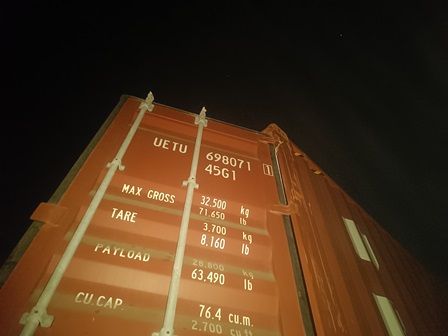 UETU 698071 1
45G1
MAX GROSS 32.500 kg
71.650 lb
TARE 3.700 kg
8.160 lb
PAYLOAD 28.800 kg
63.490 lb
CU.CAP. 76.4 cu.m.
2.700 cu.ft.